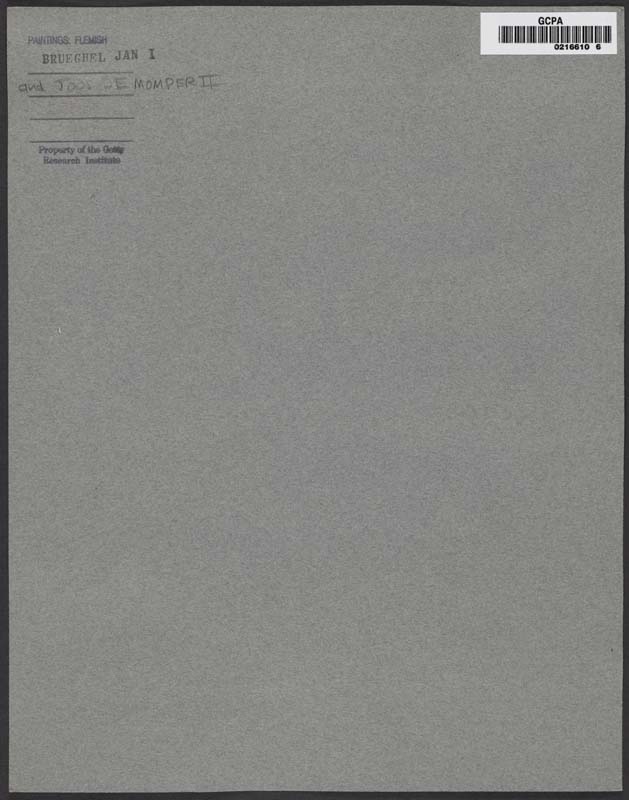 PAINTINGS: FLEMISH
BRUEGHEL JAN I
and JOOS DE MOMPER II
Property of the Getty
Research Institute
GCPA
0216610 6